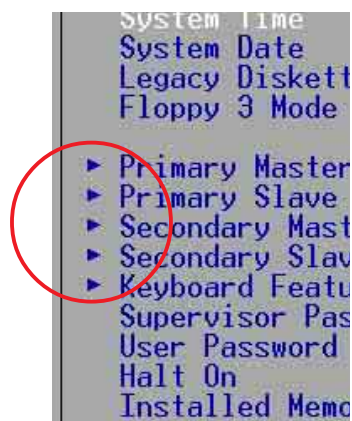 System Time
System Date
Legacy Diskett
Floppy 3 Mode
Primary Master
Primary Slave
Secondary Mast
Secondary Slav
Keyboard Featu
Supervisor Pas
User Password
Halt On
Installed Memo